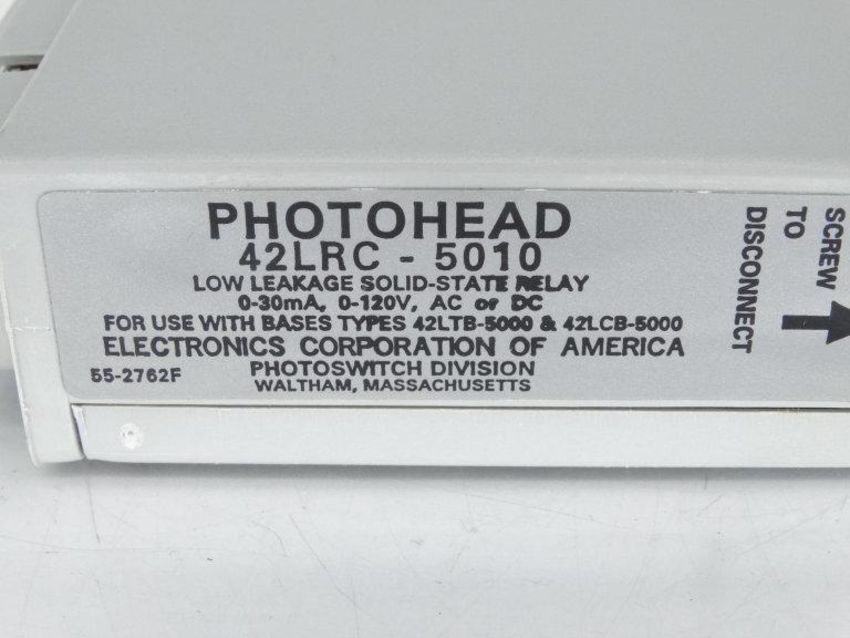 PHOTOHEAD
42LRC - 5010
LOW LEAKAGE SOLID-STATE RELAY
0-30mA, 0-120V, AC or DC
FOR USE WITH BASES TYPES 42LTB-5000 & 42LCB-5000
ELECTRONICS CORPORATION OF AMERICA
55-2762F
PHOTOSWITCH DIVISION
WALTHAM, MASSACHUSETTS
SCREW
TO
DISCONNECT